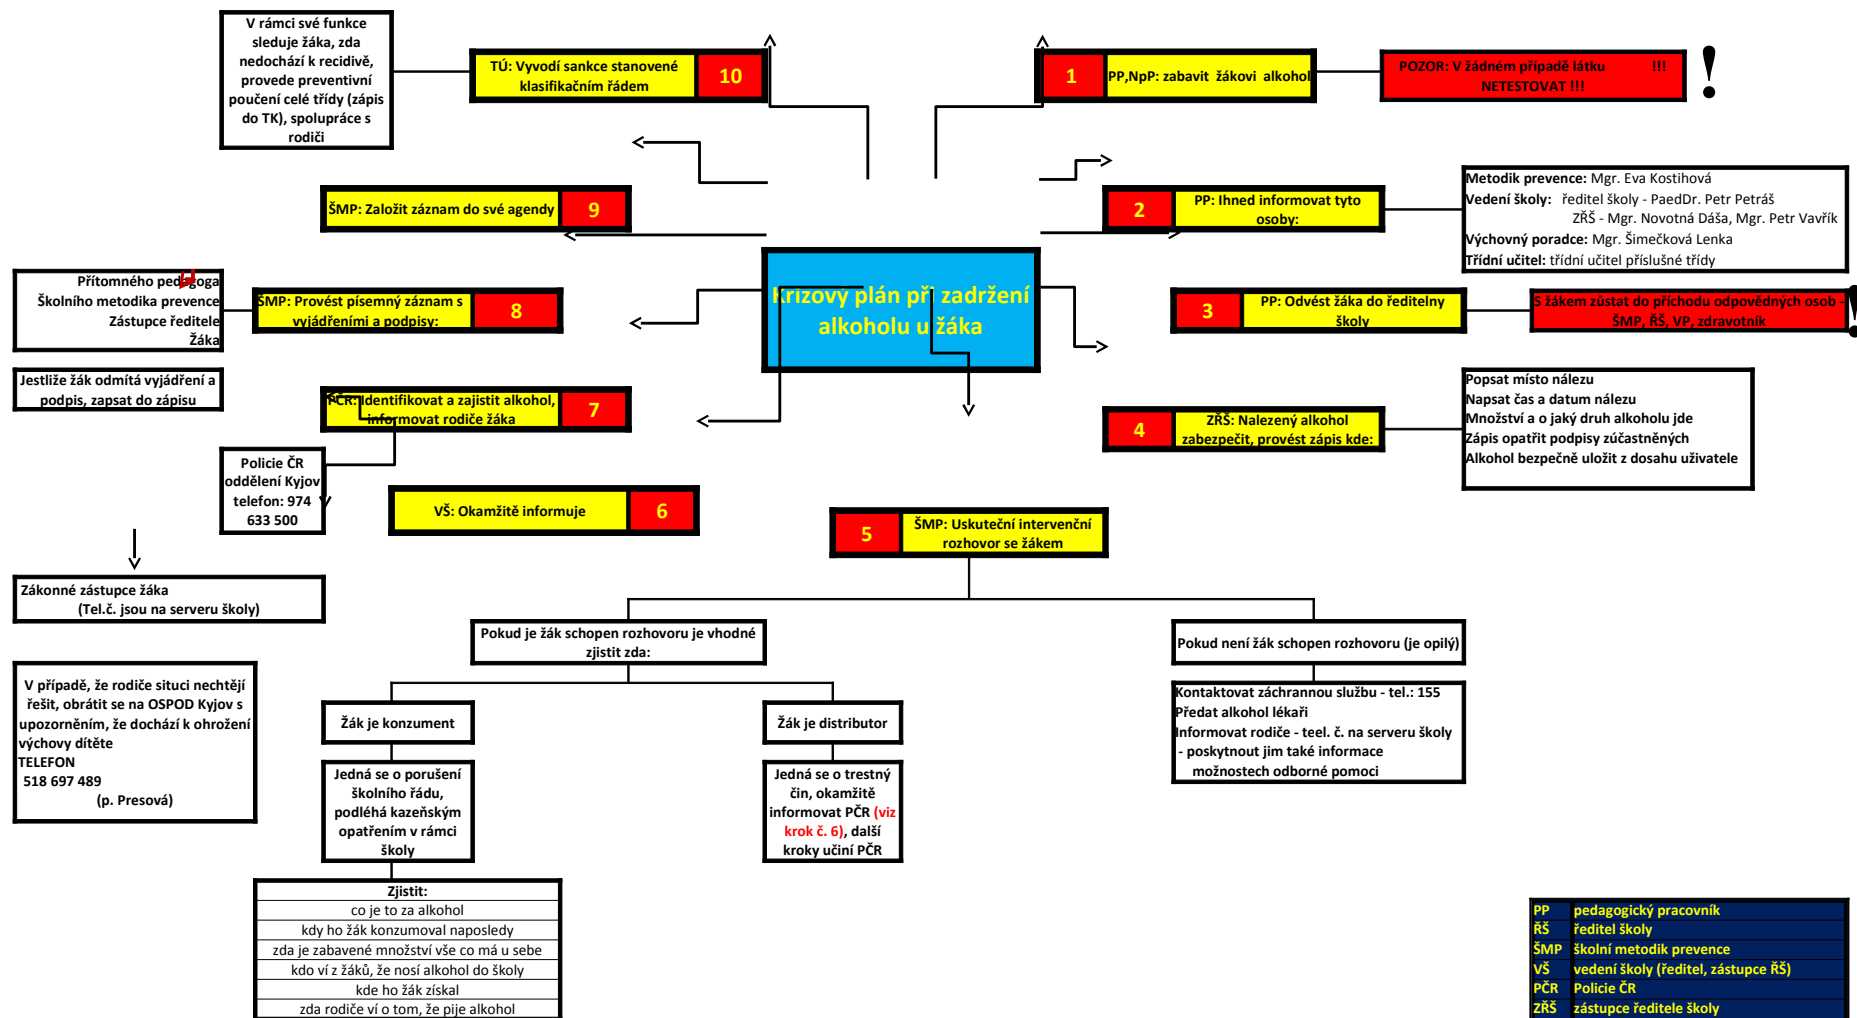 V rámci své funkce
sleduje žáka, zda
nedochází k recidivě,
provede preventivní
poučení celé třídy (zápis
do TK), spolupráce s
rodiči
TÚ: Vyvodí sankce stanovené
klasifikačním řádem
10
1
PP,NpP: zabavit žákovi alkohol
POZOR: V žádném případě látku !!!
NETESTOVAT !!!
!
ŠMP: Založit záznam do své agendy
9
2
PP: Ihned informovat tyto
osoby:
Metodik prevence: Mgr. Eva Kostihová
Vedení školy: ředitel školy - PaedDr. Petr Petráš
ZŘŠ - Mgr. Novotná Dáša, Mgr. Petr Vavřík
Výchovný poradce: Mgr. Šimečková Lenka
Třídní učitel: třídní učitel příslušné třídy
Krizový plán při zadržení
alkoholu u žáka
Přítomného pedagoga
Školního metodika prevence
Zástupce ředitele
Žáka
ŠMP: Provést písemný záznam s
vyjádřeními a podpisy:
8
3
PP: Odvést žáka do ředitelny
školy
S žákem zůstat do příchodu odpovědných osob -
ŠMP, ŘŠ, VP, zdravotník
!
Jestliže žák odmítá vyjádření a
podpis, zapsat do zápisu
PČR: Identifikovat a zajistit alkohol,
informovat rodiče žáka
7
4
ZŘŠ: Nalezený alkohol
zabezpečit, provést zápis kde:
Popsat místo nálezu
Napsat čas a datum nálezu
Množství a o jaký druh alkoholu jde
Zápis opatřit podpisy zúčastněných
Alkohol bezpečně uložit z dosahu uživatele
Policie ČR
oddělení Kyjov
telefon: 974
633 500
VŠ: Okamžitě informuje
6
5
ŠMP: Uskuteční intervenční
rozhovor se žákem
Zákonné zástupce žáka
(Tel.č. jsou na serveru školy)
Pokud je žák schopen rozhovoru je vhodné
zjistit zda:
Pokud není žák schopen rozhovoru (je opilý)
V případě, že rodiče situci nechtějí
řešit, obrátit se na OSPOD Kyjov s
upozorněním, že dochází k ohrožení
výchovy dítěte
TELEFON
518 697 489
(p. Presová)
Žák je konzument
Žák je distributor
Kontaktovat záchrannou službu - tel.: 155
Předat alkohol lékaři
Informovat rodiče - teel. č. na serveru školy
- poskytnout jim také informace
možnostech odborné pomoci
Jedná se o porušení
školního řádu,
podléhá kazeňským
opatřením v rámci
školy
Jedná se o trestný
čin, okamžitě
informovat PČR (viz
krok č. 6), další
kroky učiní PČR
Zjistit:
co je to za alkohol
kdy ho žák konzumoval naposledy
zda je zabavené množství vše co má u sebe
kdo ví z žáků, že nosí alkohol do školy
kde ho žák získal
zda rodiče ví o tom, že pije alkohol
PP pedagogický pracovník
ŘŠ ředitel školy
ŠMP školní metodik prevence
VŠ vedení školy (ředitel, zástupce ŘŠ)
PČR Policie ČR
ZŘŠ zástupce ředitele školy